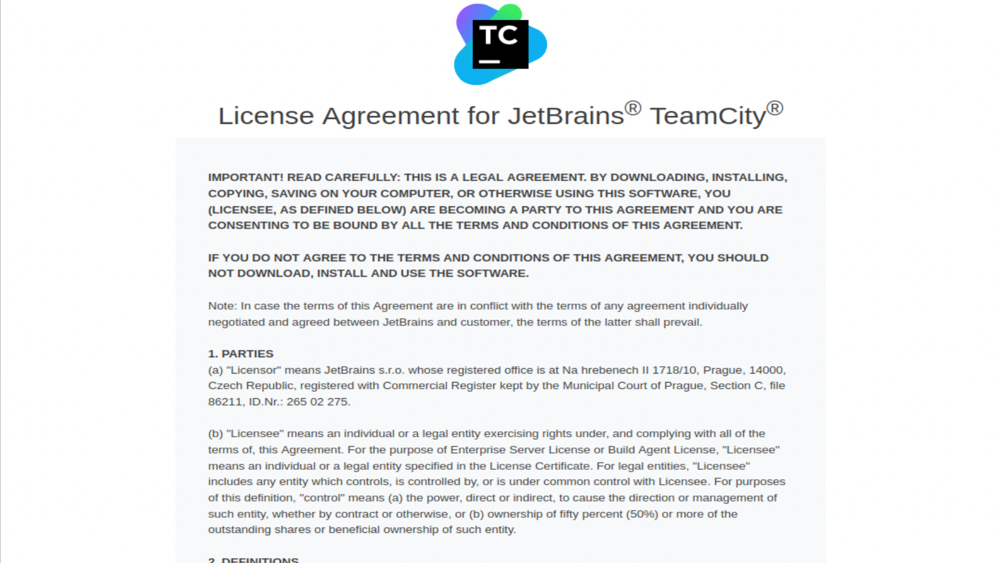 TC
License Agreement for JetBrains® TeamCity®
IMPORTANT! READ CAREFULLY: THIS IS A LEGAL AGREEMENT. BY DOWNLOADING, INSTALLING,
COPYING, SAVING ON YOUR COMPUTER, OR OTHERWISE USING THIS SOFTWARE, YOU
(LICENSEE, AS DEFINED BELOW) ARE BECOMING A PARTY TO THIS AGREEMENT AND YOU ARE
CONSENTING TO BE BOUND BY ALL THE TERMS AND CONDITIONS OF THIS AGREEMENT.
IF YOU DO NOT AGREE TO THE TERMS AND CONDITIONS OF THIS AGREEMENT, YOU SHOULD
NOT DOWNLOAD, INSTALL AND USE THE SOFTWARE.
Note: In case the terms of this Agreement are in conflict with the terms of any agreement individually
negotiated and agreed between JetBrains and customer, the terms of the latter shall prevail.
1. PARTIES
(a) "Licensor" means JetBrains s.r.o. whose registered office is at Na hrebenech II 1718/10, Prague, 14000,
Czech Republic, registered with Commercial Register kept by the Municipal Court of Prague, Section C, file
86211, ID.Nr.: 265 02 275.
(b) "Licensee" means an individual or a legal entity exercising rights under, and complying with all of the
terms of, this Agreement. For the purpose of Enterprise Server License or Build Agent License, "Licensee"
means an individual or a legal entity specified in the License Certificate. For legal entities, "Licensee"
includes any entity which controls, is controlled by, or is under common control with Licensee. For purposes
of this definition, "control" means (a) the power, direct or indirect, to cause the direction or management of
such entity, whether by contract or otherwise, or (b) ownership of fifty percent (50%) or more of the
outstanding shares or beneficial ownership of such entity.
2. DEFINITIONS